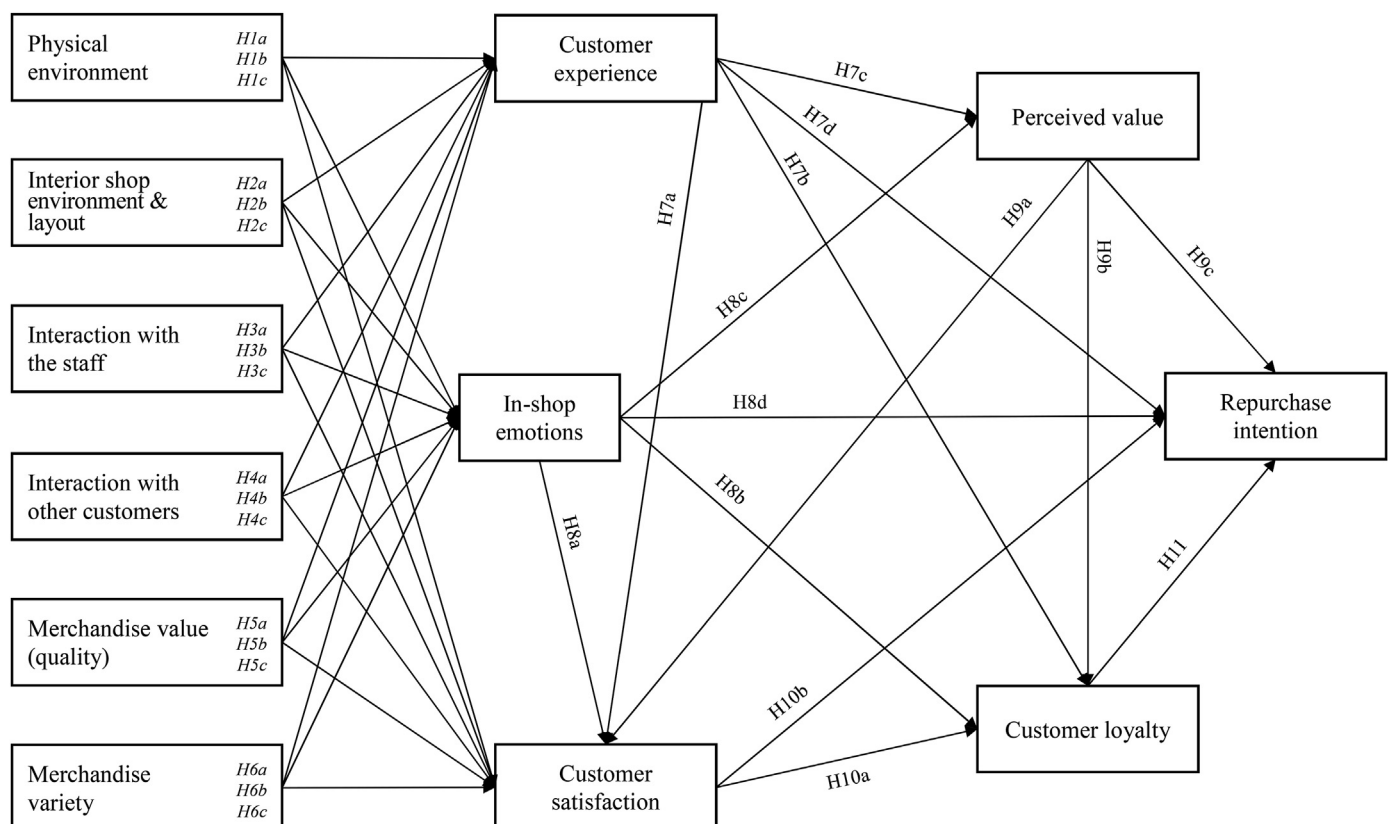 Physical
environment
H1a
H1b
H1c
Interior shop
environment &
layout
H2a
H2b
H2c
Interaction with
the staff
H3a
H3b
H3c
Interaction with
other customers
H4a
H4b
H4c
Merchandise value
(quality)
H5a
H5b
H5c
Merchandise
variety
H6a
H6b
H6c
Customer
experience
In-shop
emotions
Customer
satisfaction
H7a
H8a
H7c
H7d
H7b
H8c
H8d
H8b
H9a
H9b
H9c
H10b
H10a
H11
Perceived value
Repurchase
intention
Customer loyalty